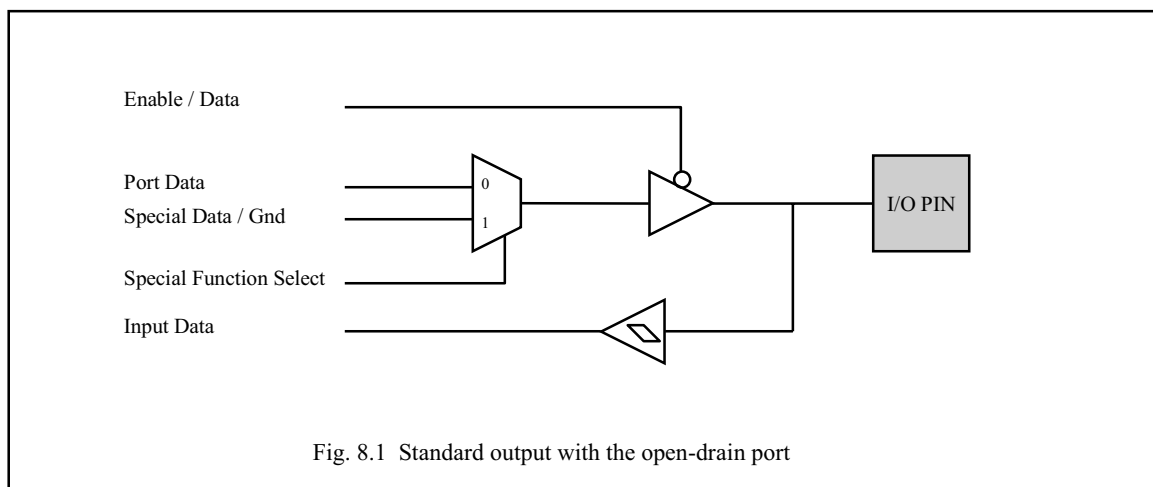 Enable / Data
Port Data
0
I/O PIN
Special Data / Gnd
1
Special Function Select
Input Data
Fig. 8.1 Standard output with the open-drain port